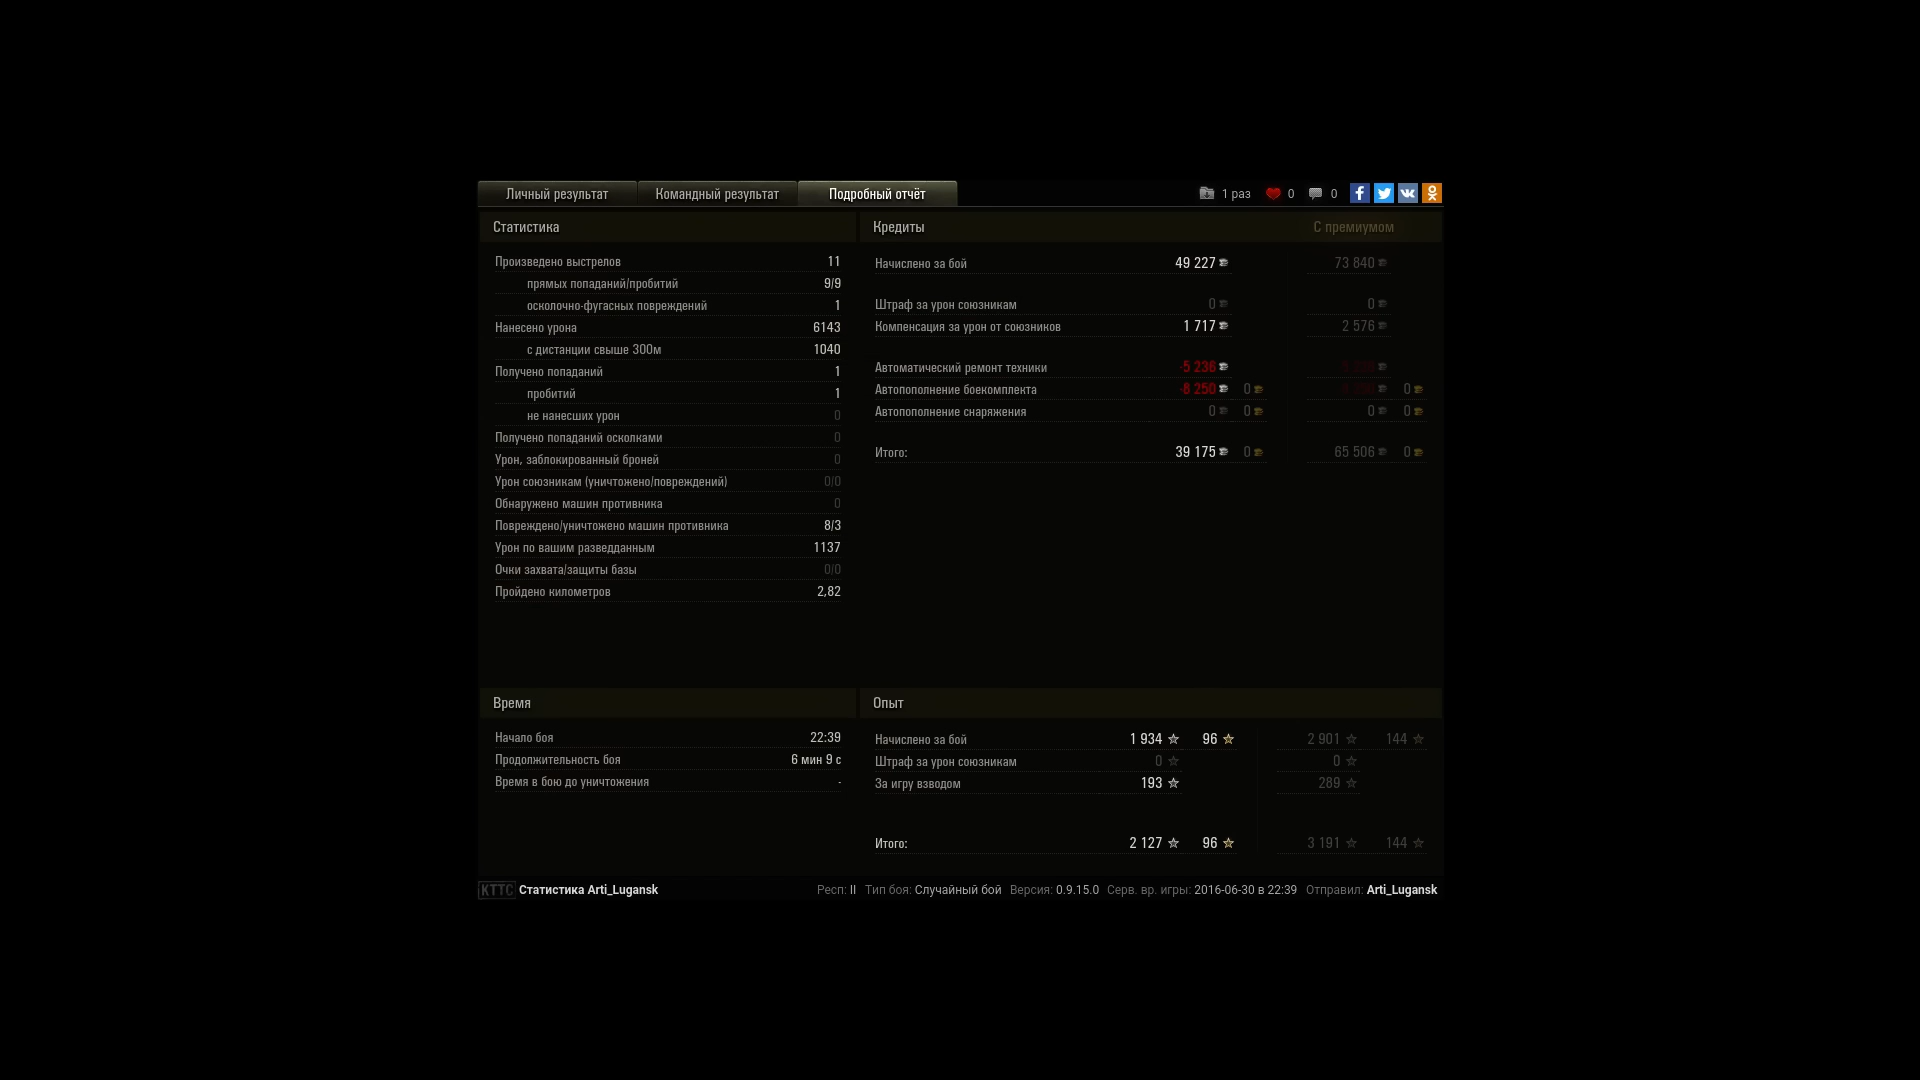 Личный результат Командный результат Подробный отчёт 1 раз 0 0
Статистика
Произведено выстрелов 11
прямых попаданий/пробитий 9/9
осколочно-фугасных повреждений 1
Нанесено урона 6143
с дистанции свыше 300м 1040
Получено попаданий 1
пробитий 1
не нанесших урон 0
Получено попаданий осколками 0
Урон, заблокированный броней 0
Урон союзникам (уничтожено/повреждений) 0/0
Обнаружено машин противника 0
Повреждено/уничтожено машин противника 8/3
Урон по вашим разведданным 1137
Очки захвата/защиты базы 0/0
Пройдено километров 2,82
Кредиты С премиумом
Начислено за бой 49 227 73 840
Штраф за урон союзникам 0 0
Компенсация за урон от союзников 1 717 2 576
Автоматический ремонт техники -5 236
Автопополнение боекомплекта -8 250 0 0
Автопополнение снаряжения 0 0 0 0
Итого: 39 175 0 65 506 0
Время
Начало боя 22:39
Продолжительность боя 6 мин 9 с
Время в бою до уничтожения -
Опыт
Начислено за бой 1 934 96 2 901 144
Штраф за урон союзникам 0 0
За игру взводом 193 289
Итого: 2 127 96 3 191 144
KTTC Статистика Arti_Lugansk Респ: II Тип боя: Случайный бой Версия: 0.9.15.0 Серв. вр. игры: 2016-06-30 в 22:39 Отправил: Arti_Lugansk